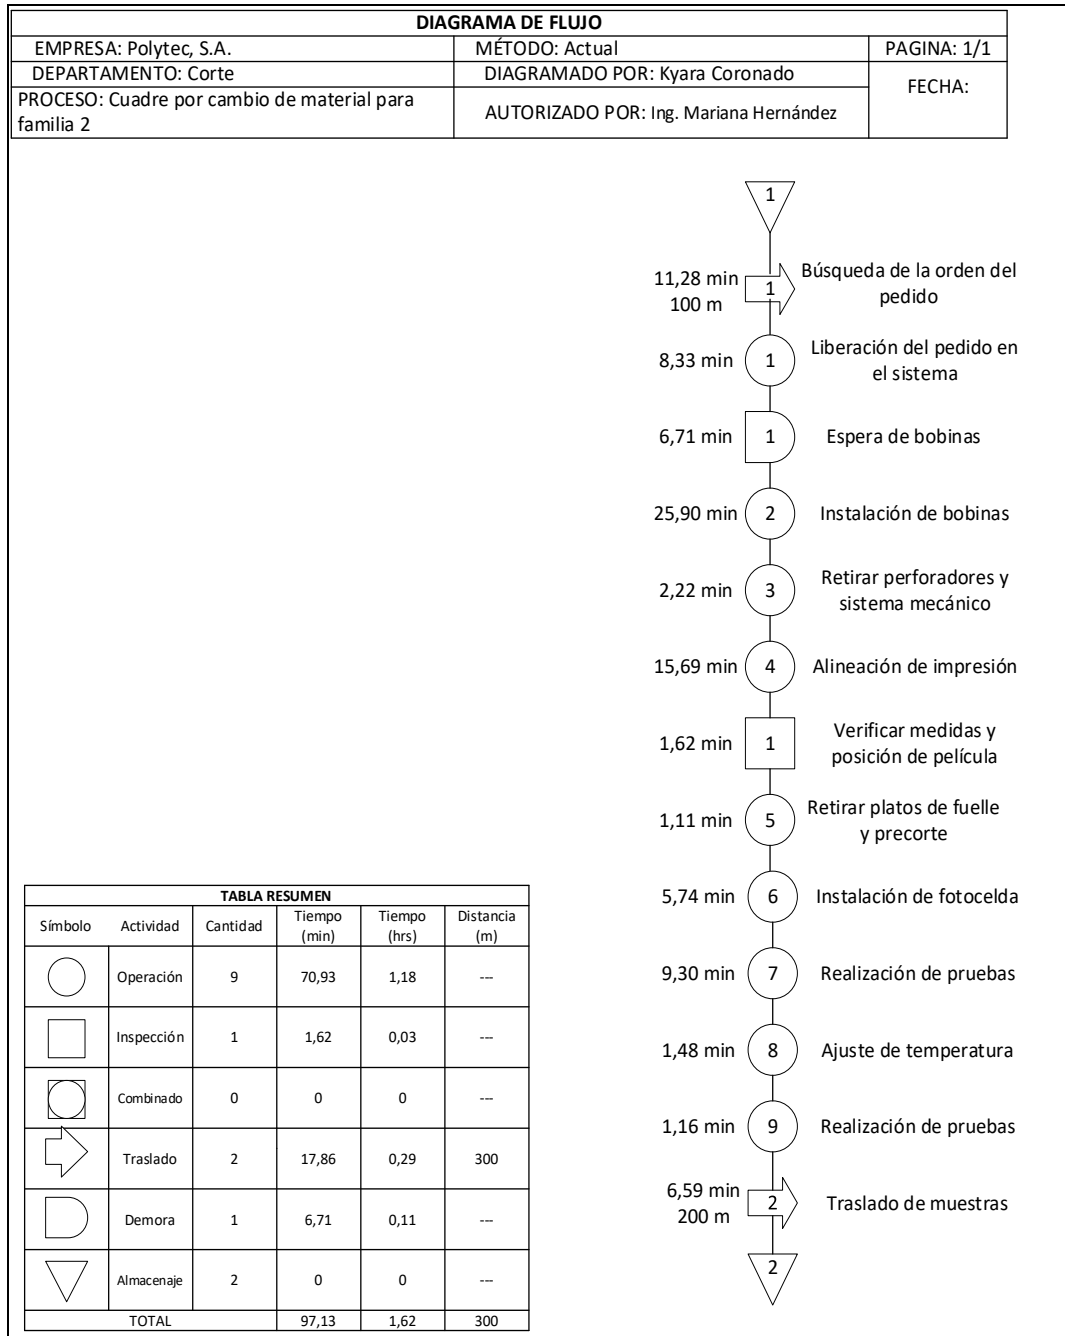 DIAGRAMA DE FLUJO
EMPRESA: Polytec, S.A.
MÉTODO: Actual
PAGINA: 1/1
DEPARTAMENTO: Corte
DIAGRAMADO POR: Kyara Coronado
FECHA:
PROCESO: Cuadre por cambio de material para
familia 2
AUTORIZADO POR: Ing. Mariana Hernández
1
11,28 min
100 m
1
Búsqueda de la orden del
pedido
8,33 min
1
Liberación del pedido en
el sistema
6,71 min
1
Espera de bobinas
25,90 min
2
Instalación de bobinas
2,22 min
3
Retirar perforadores y
sistema mecánico
15,69 min
4
Alineación de impresión
1,62 min
1
Verificar medidas y
posición de película
1,11 min
5
Retirar platos de fuelle
y precorte
5,74 min
6
Instalación de fotocelda
9,30 min
7
Realización de pruebas
1,48 min
8
Ajuste de temperatura
1,16 min
9
Realización de pruebas
6,59 min
200 m
2
Traslado de muestras
2
TABLA RESUMEN
Símbolo Actividad Cantidad Tiempo (min) Tiempo (hrs) Distancia (m)
Operación 9 70,93 1,18 ---
Inspección 1 1,62 0,03 ---
Combinado 0 0 0 ---
Traslado 2 17,86 0,29 300
Demora 1 6,71 0,11 ---
Almacenaje 2 0 0 ---
TOTAL 97,13 1,62 300